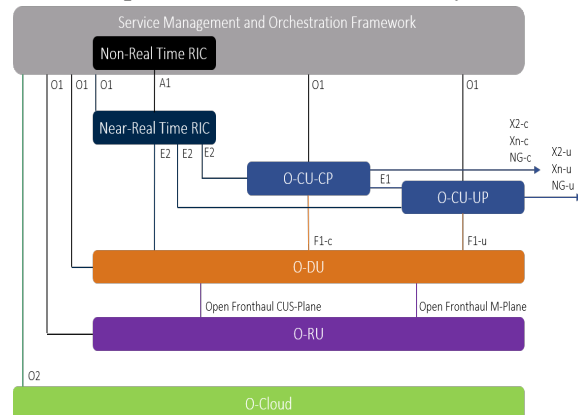 Service Management and Orchestration Framework
Non-Real Time RIC
O1 O1 O1 A1 O1 O1
Near-Real Time RIC
E2 E2 E2
X2-c
Xn-c
NG-c
X2-u
Xn-u
NG-u
O-CU-CP
E1
O-CU-UP
F1-c F1-u
O-DU
Open Fronthaul CUS-Plane Open Fronthaul M-Plane
O-RU
O2
O-Cloud